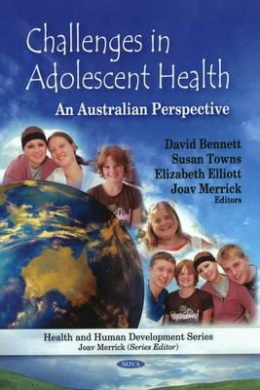 Challenges in
Adolescent Health
An Australian Perspective
David Bennett
Susan Towns
Elizabeth Elliott
Joav Merrick
Editors
Health and Human Development Series
Joav Merrick (Series Editor)
NOVA